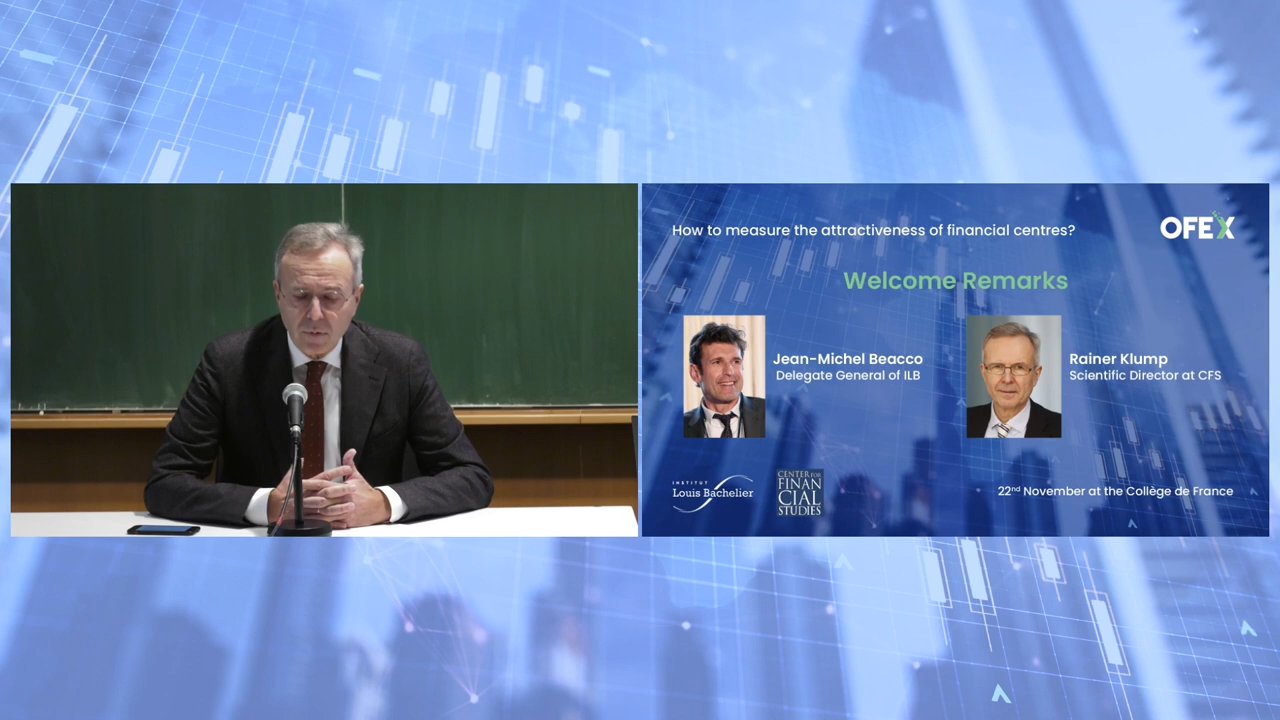 How to measure the attractiveness of financial centres?
OFEX
Welcome Remarks
Jean-Michel Beacco
Delegate General of ILB
Rainer Klump
Scientific Director at CFS
INSTITUT
Louis Bachelier
CENTER FOR
FINAN
CIAL
STUDIES
22nd November at the Collège de France